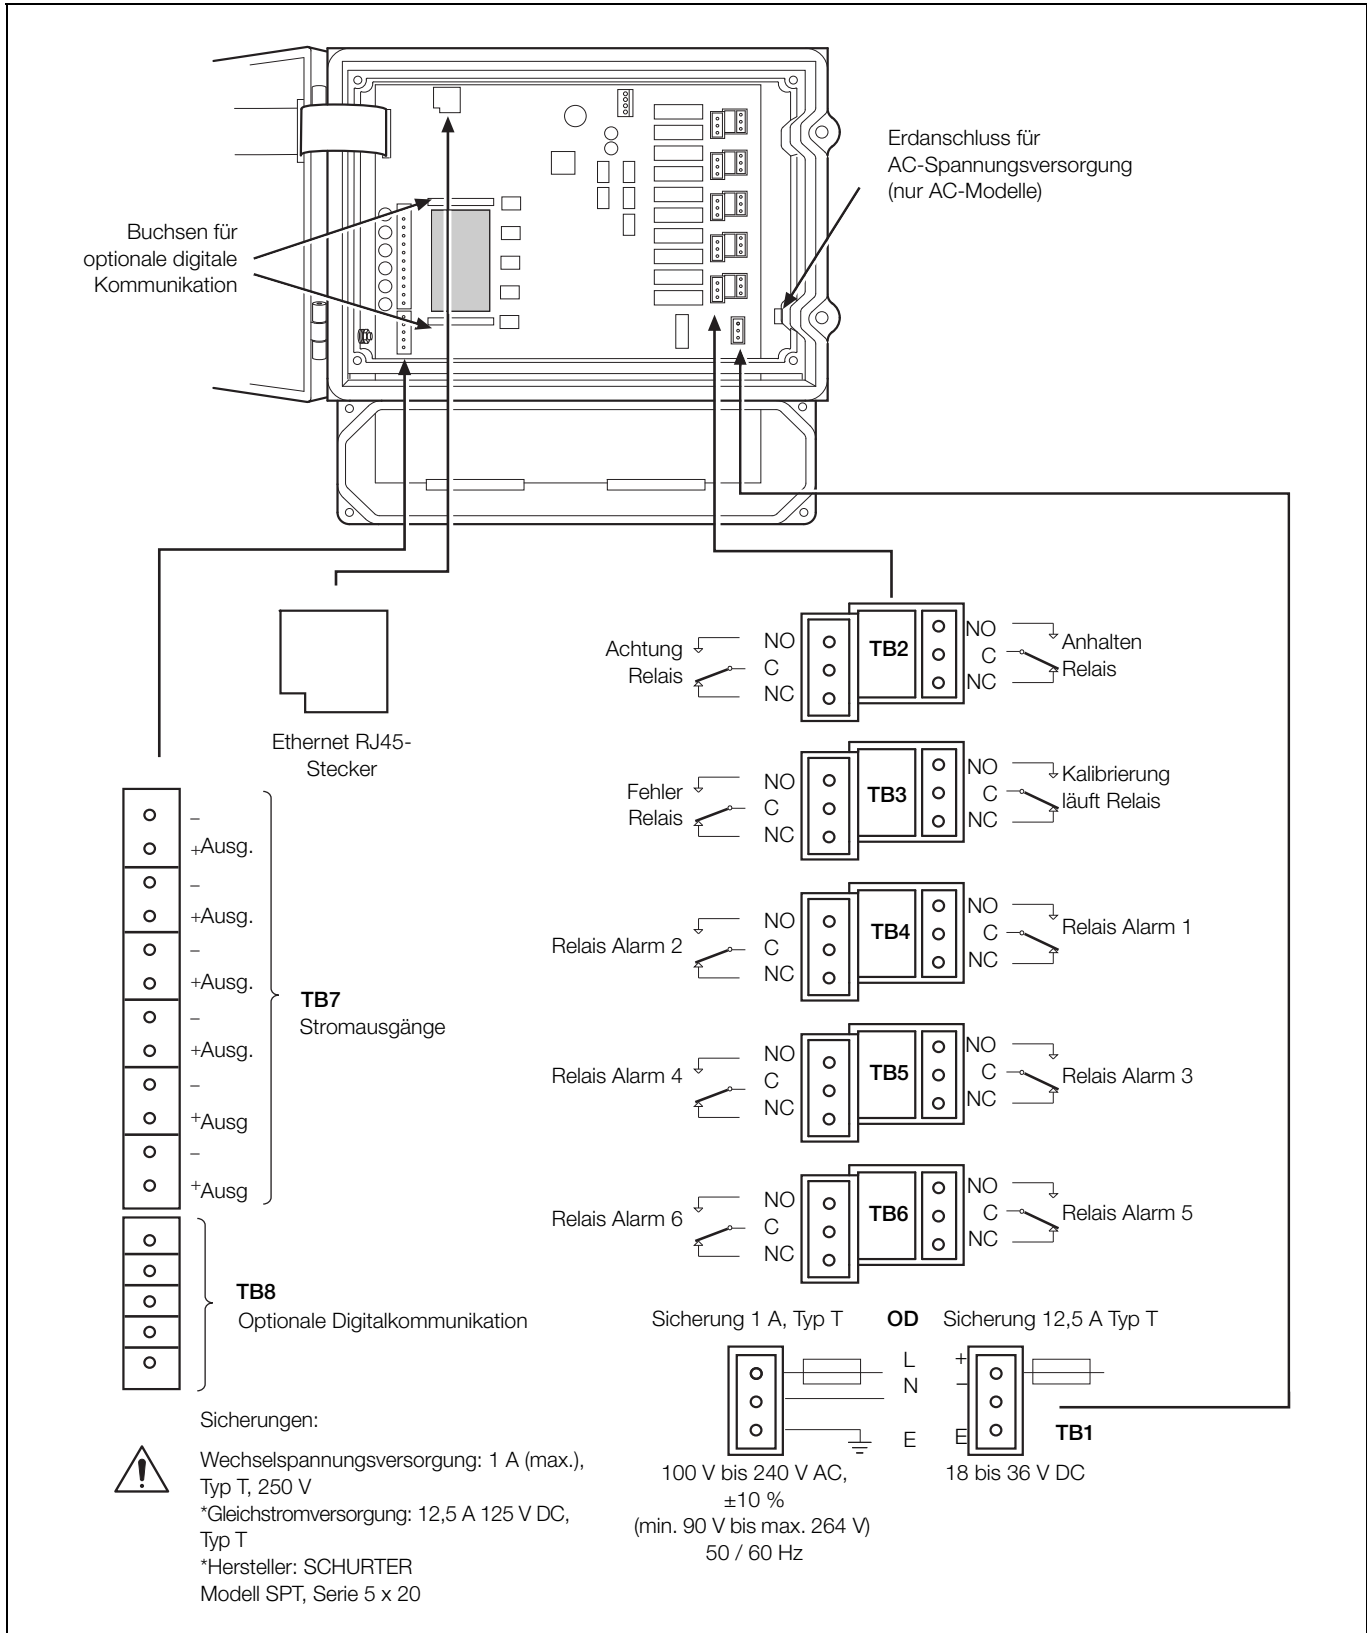 Erdanschluss für
AC-Spannungsversorgung
(nur AC-Modelle)
Buchsen für
optionale digitale
Kommunikation
Ethernet RJ45-
Stecker
Achtung
Relais
NO
C
NC
TB2
NO
C
NC
Anhalten
Relais
Fehler
Relais
NO
C
NC
TB3
NO
C
NC
Kalibrierung
läuft Relais
Relais Alarm 2
NO
C
NC
TB4
NO
C
NC
Relais Alarm 1
Relais Alarm 4
NO
C
NC
TB5
NO
C
NC
Relais Alarm 3
Relais Alarm 6
NO
C
NC
TB6
NO
C
NC
Relais Alarm 5
–
+Ausg.
–
+Ausg.
–
+Ausg.
–
+Ausg.
–
+Ausg
–
+Ausg
TB7
Stromausgänge
TB8
Optionale Digitalkommunikation
Sicherung 1 A, Typ T OD Sicherung 12,5 A Typ T
L
N
E
+
–
E
TB1
100 V bis 240 V AC,
±10 %
(min. 90 V bis max. 264 V)
50 / 60 Hz
18 bis 36 V DC
Sicherungen:
Wechselspannungsversorgung: 1 A (max.),
Typ T, 250 V
*Gleichstromversorgung: 12,5 A 125 V DC,
Typ T
*Hersteller: SCHURTER
Modell SPT, Serie 5 x 20